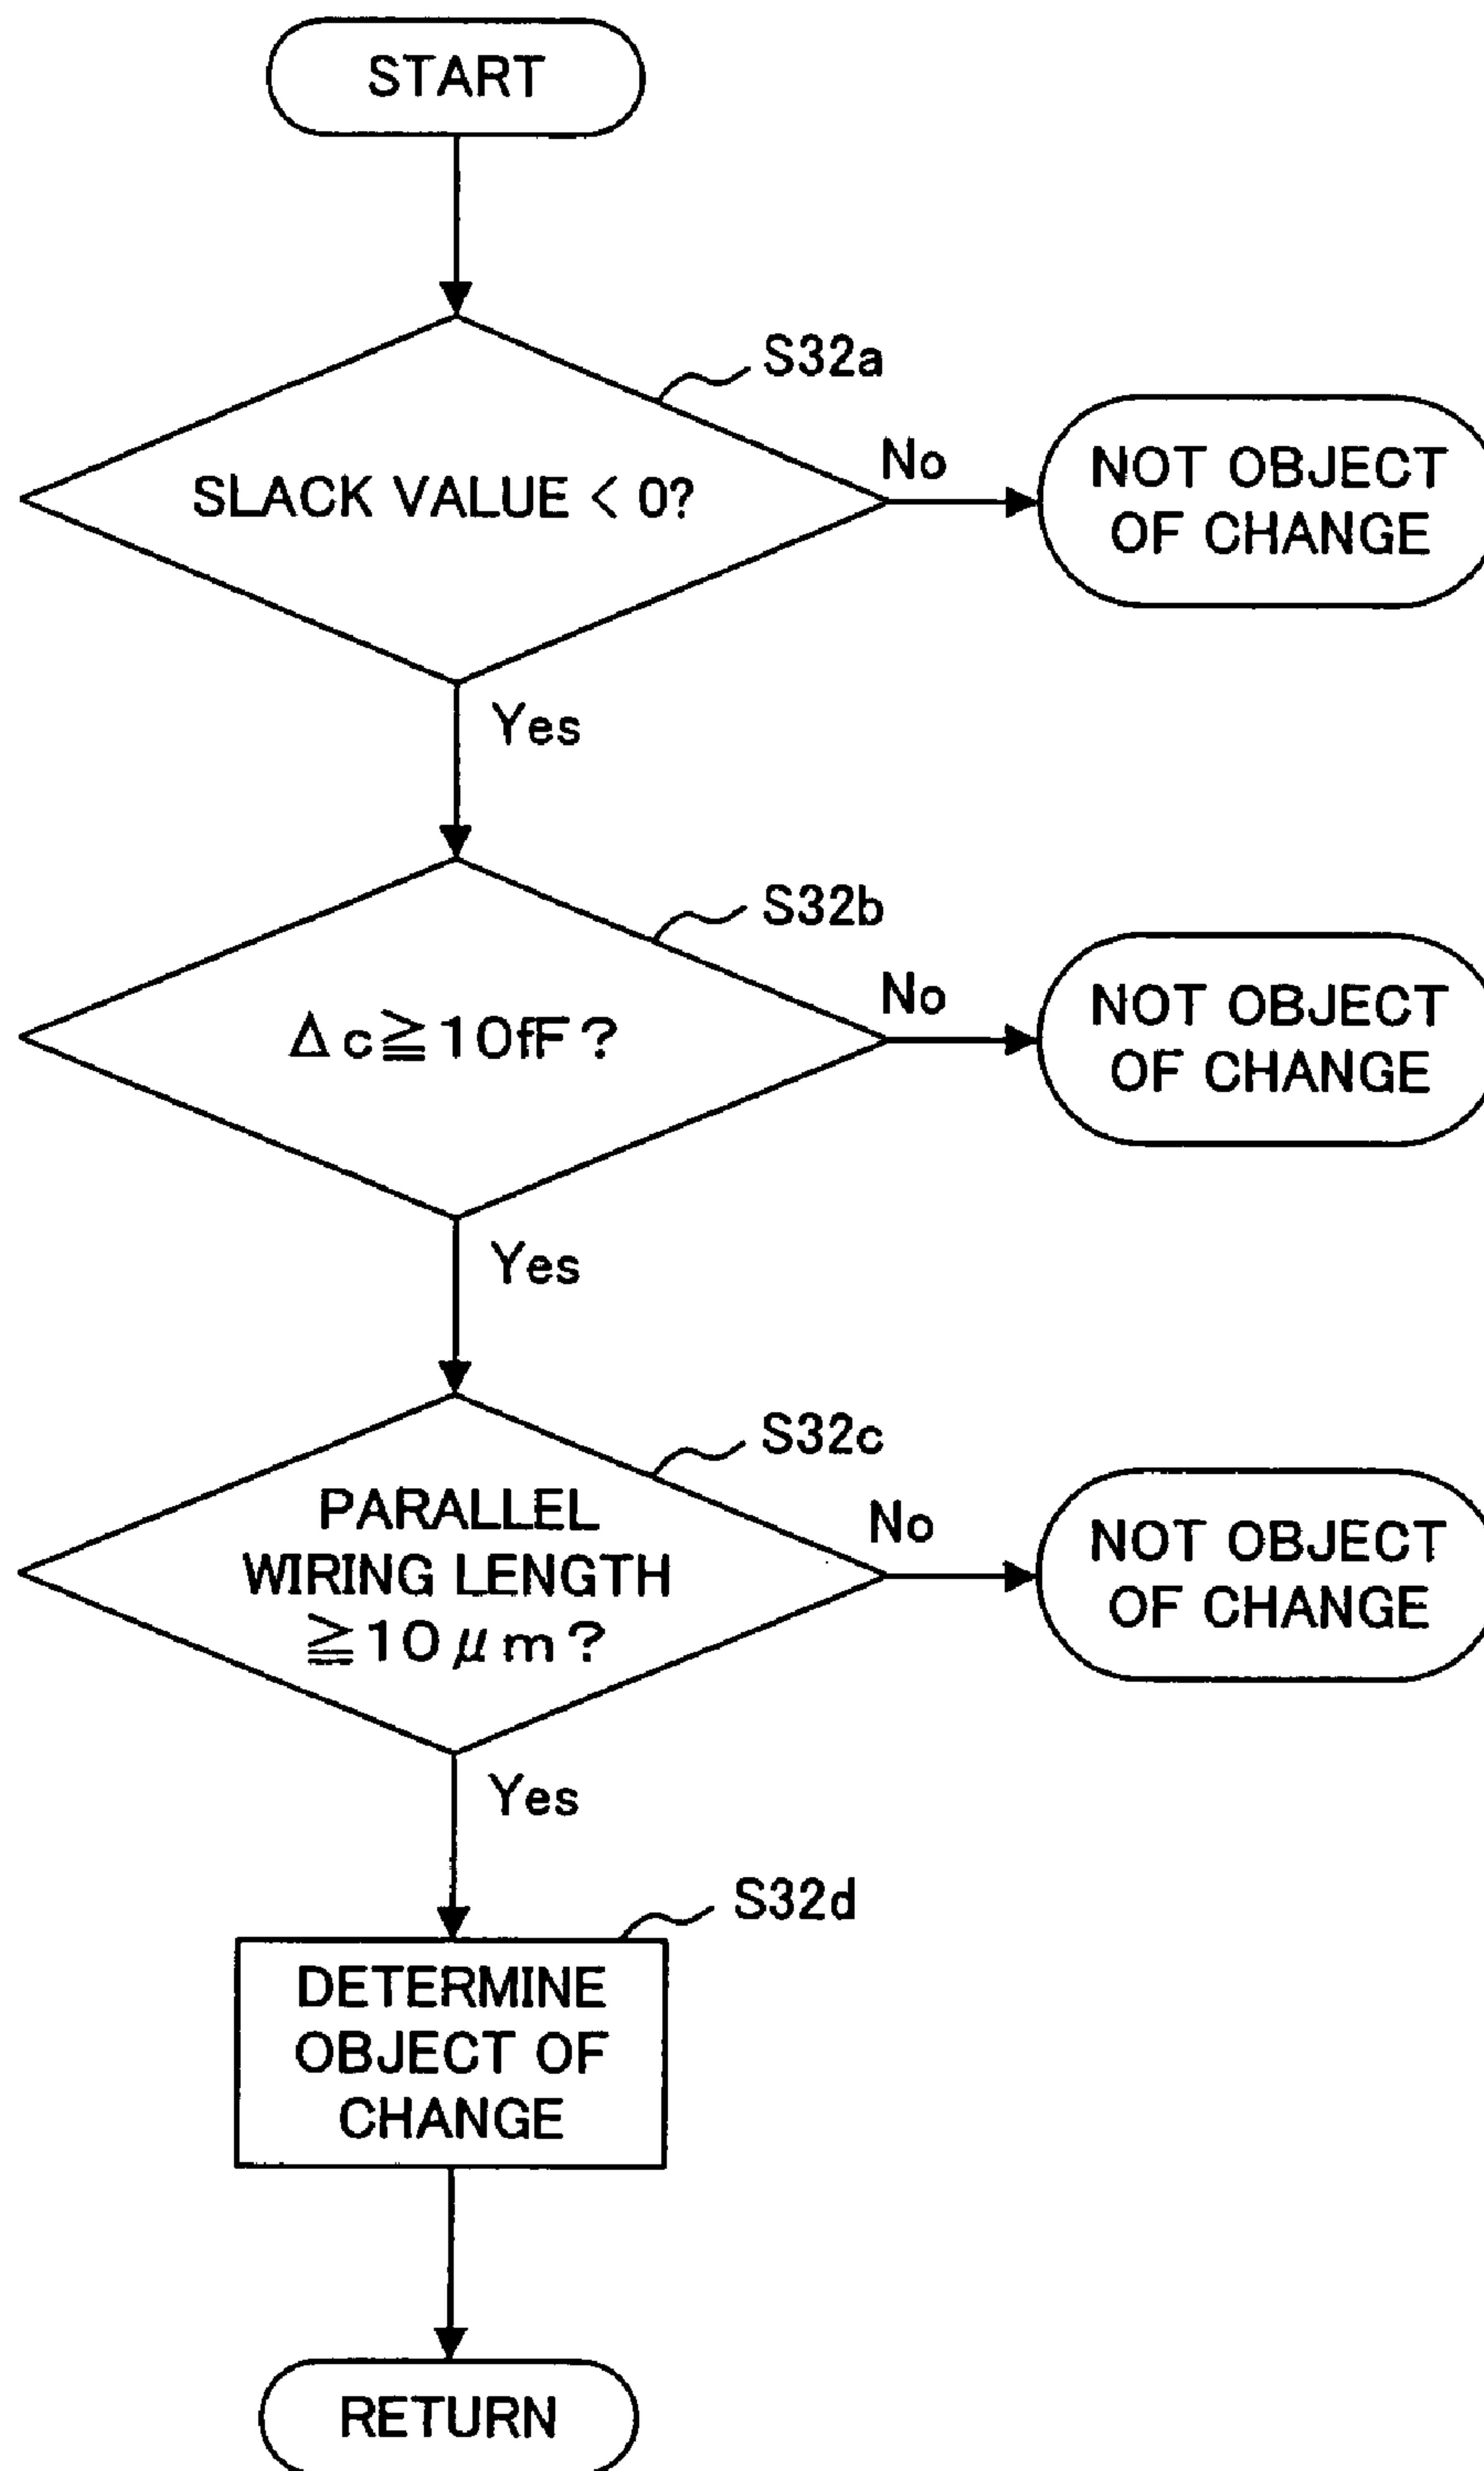 START
S32a
SLACK VALUE < 0?
No
NOT OBJECT
OF CHANGE
Yes
S32b
Δc≧10fF?
No
NOT OBJECT
OF CHANGE
Yes
S32c
PARALLEL
WIRING LENGTH
≧10μm?
No
NOT OBJECT
OF CHANGE
Yes
S32d
DETERMINE
OBJECT OF
CHANGE
RETURN